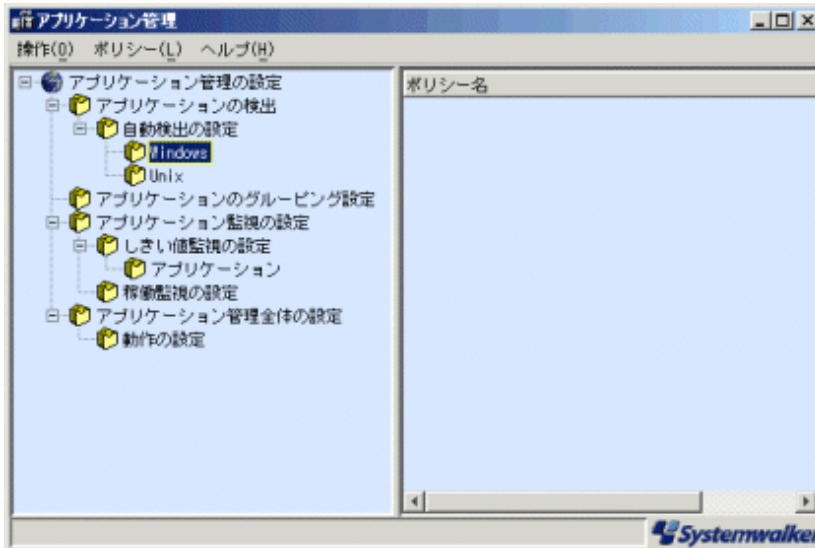 アプリケーション管理
操作(O) ポリシー(L) ヘルプ(H)
アプリケーション管理の設定
アプリケーションの検出
自動検出の設定
Windows
Unix
アプリケーションのグルーピング設定
アプリケーション監視の設定
しきい値監視の設定
アプリケーション
稼働監視の設定
アプリケーション管理全体の設定
動作の設定
ポリシー名
Systemwalker